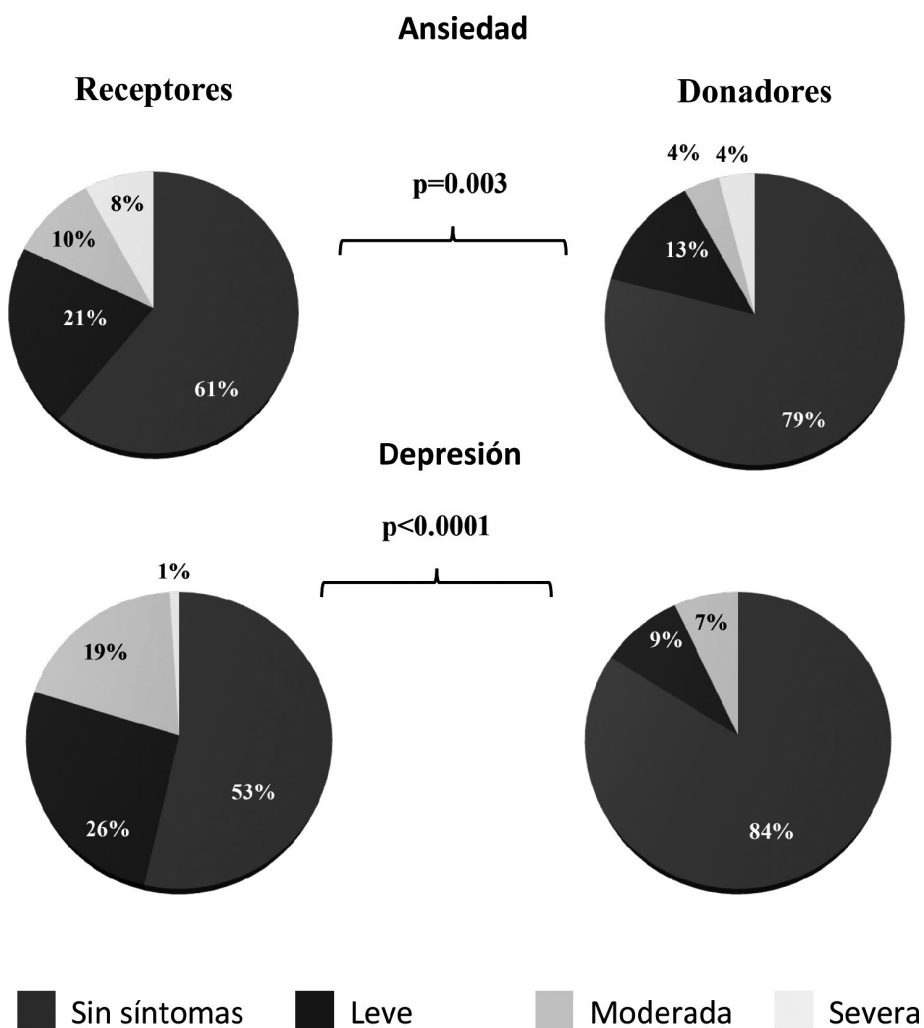 Ansiedad
Receptores
Donadores
p=0.003
4% 4%
8%
10%
13%
21%
61%
79%
Depresión
p<0.0001
1%
19%
7%
9%
53%
26%
84%
Sin síntomas Leve Moderada Severa